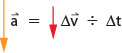 a⃗ = Δv⃗ ÷ Δt